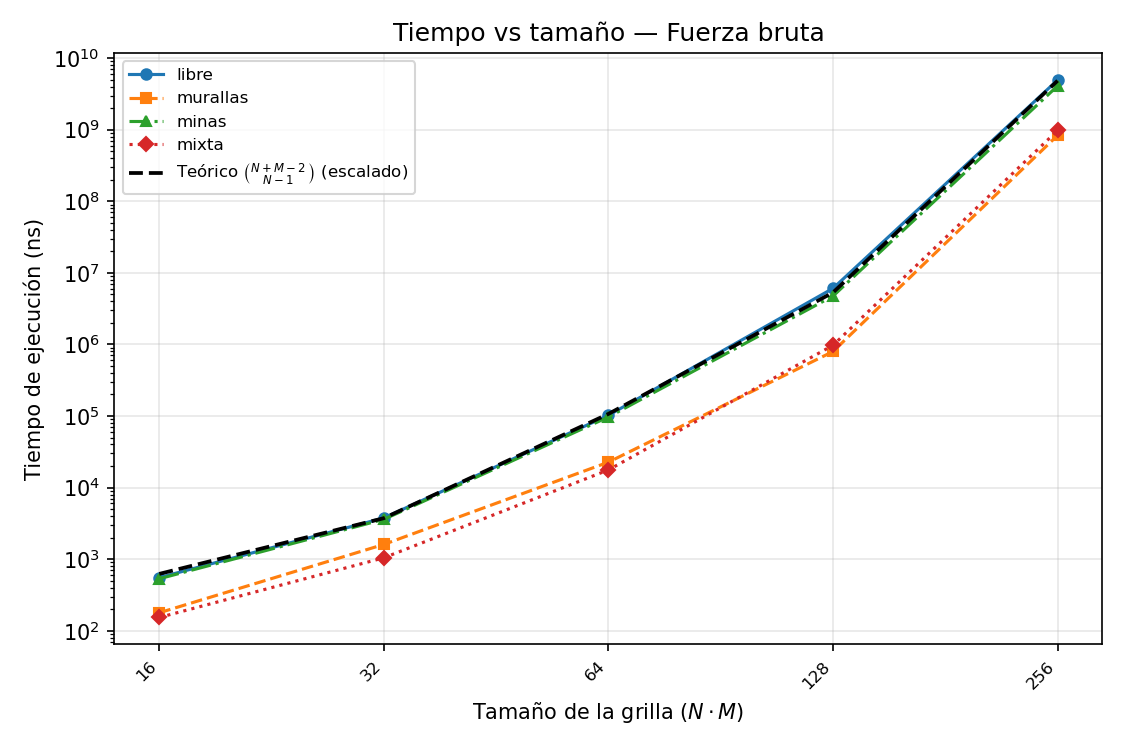 Tiempo vs tamaño — Fuerza bruta
libre
murallas
minas
mixta
Teórico $\binom{N+M-2}{N-1}$ (escalado)
Tiempo de ejecución (ns)
10^{10}
10^{9}
10^{8}
10^{7}
10^{6}
10^{5}
10^{4}
10^{3}
10^{2}
16
32
64
128
256
Tamaño de la grilla (N · M)